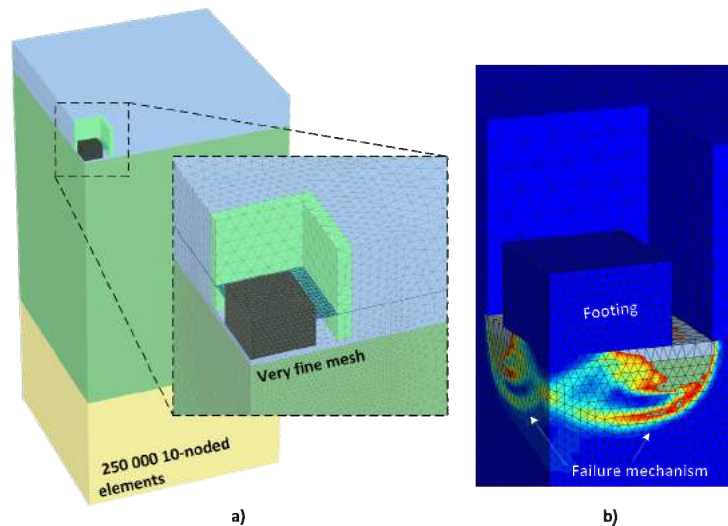 Very fine mesh
250 000 10-noded
elements
a)
Footing
Failure mechanism
b)